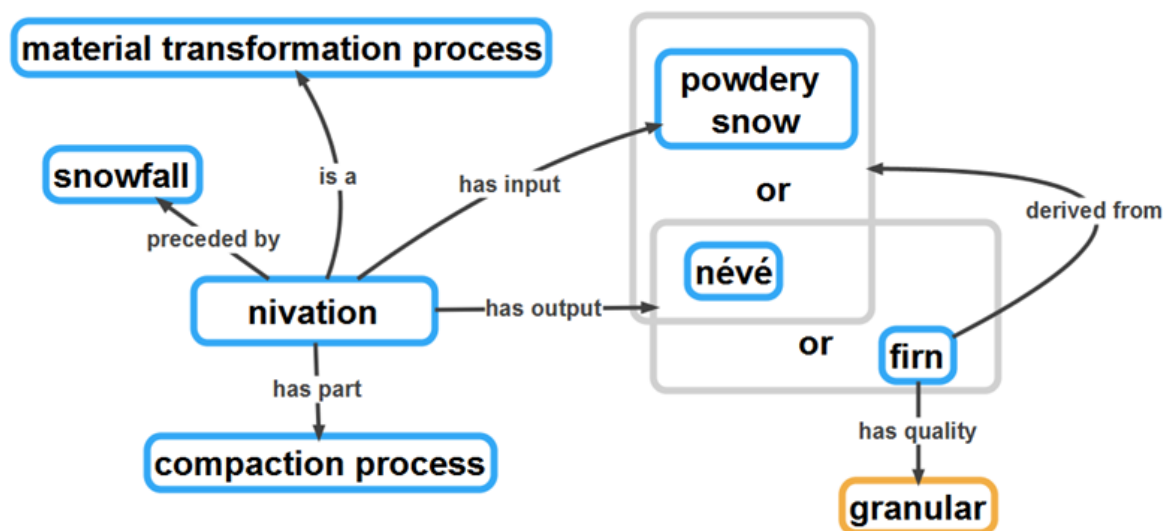 material transformation process
powdery
snow
snowfall
is a
has input
or
derived from
preceded by
névé
nivation
has output
or
firn
has part
has quality
compaction process
granular